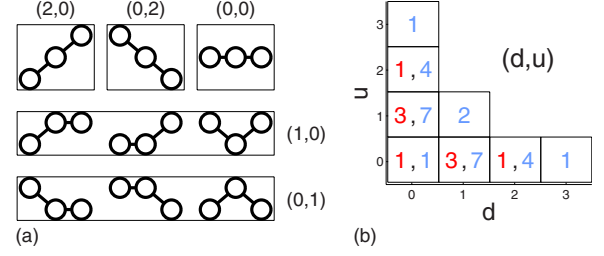 (2,0) (0,2) (0,0)
(1,0)
(0,1)
(a)
3 1
2 1,4 (d,u)
u
1 3,7 2
0 1,1 3,7 1,4 1
0 1 2 3
d
(b)